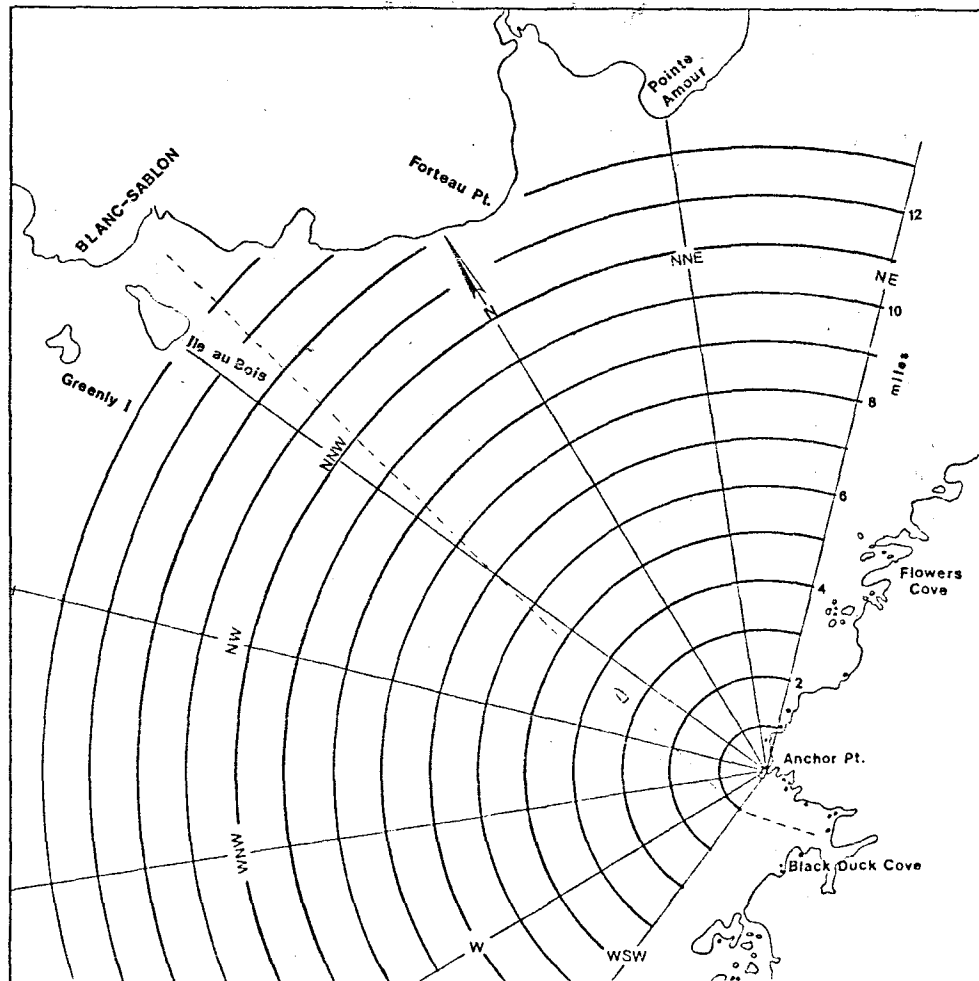 Pointe
Amour
BLANC-SABLON
Forteau Pt.
12
NNE
NE
10
N
Ile au Bois
miles
Greenly I
8
NNW
6
Flowers
Cove
4
NW
2
Anchor Pt.
WNW
Black Duck Cove
W
WSW